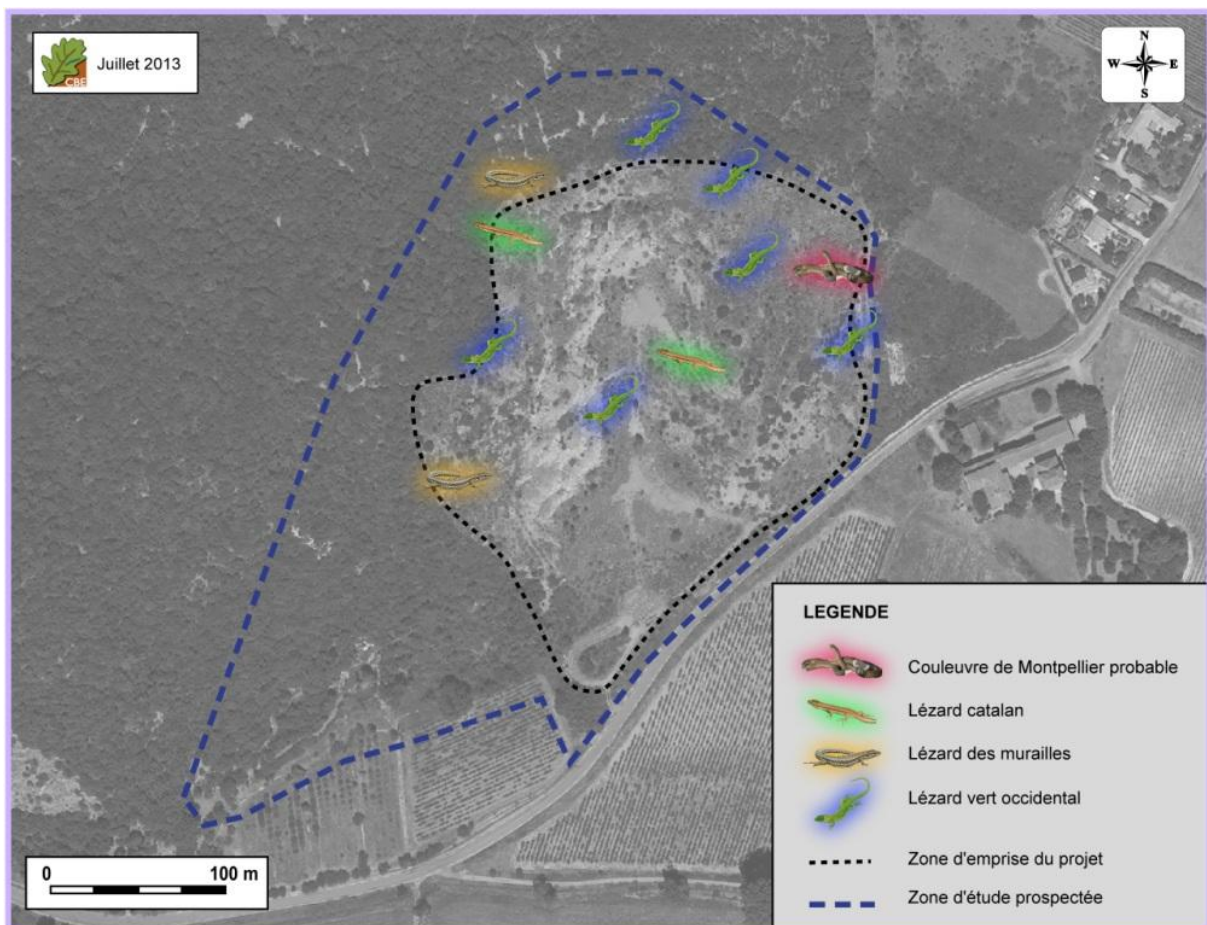 CBE
Juillet 2013
N
W
E
S
LEGENDE
Couleuvre de Montpellier probable
Lézard catalan
Lézard des murailles
Lézard vert occidental
Zone d'emprise du projet
Zone d'étude prospectée
0
100 m